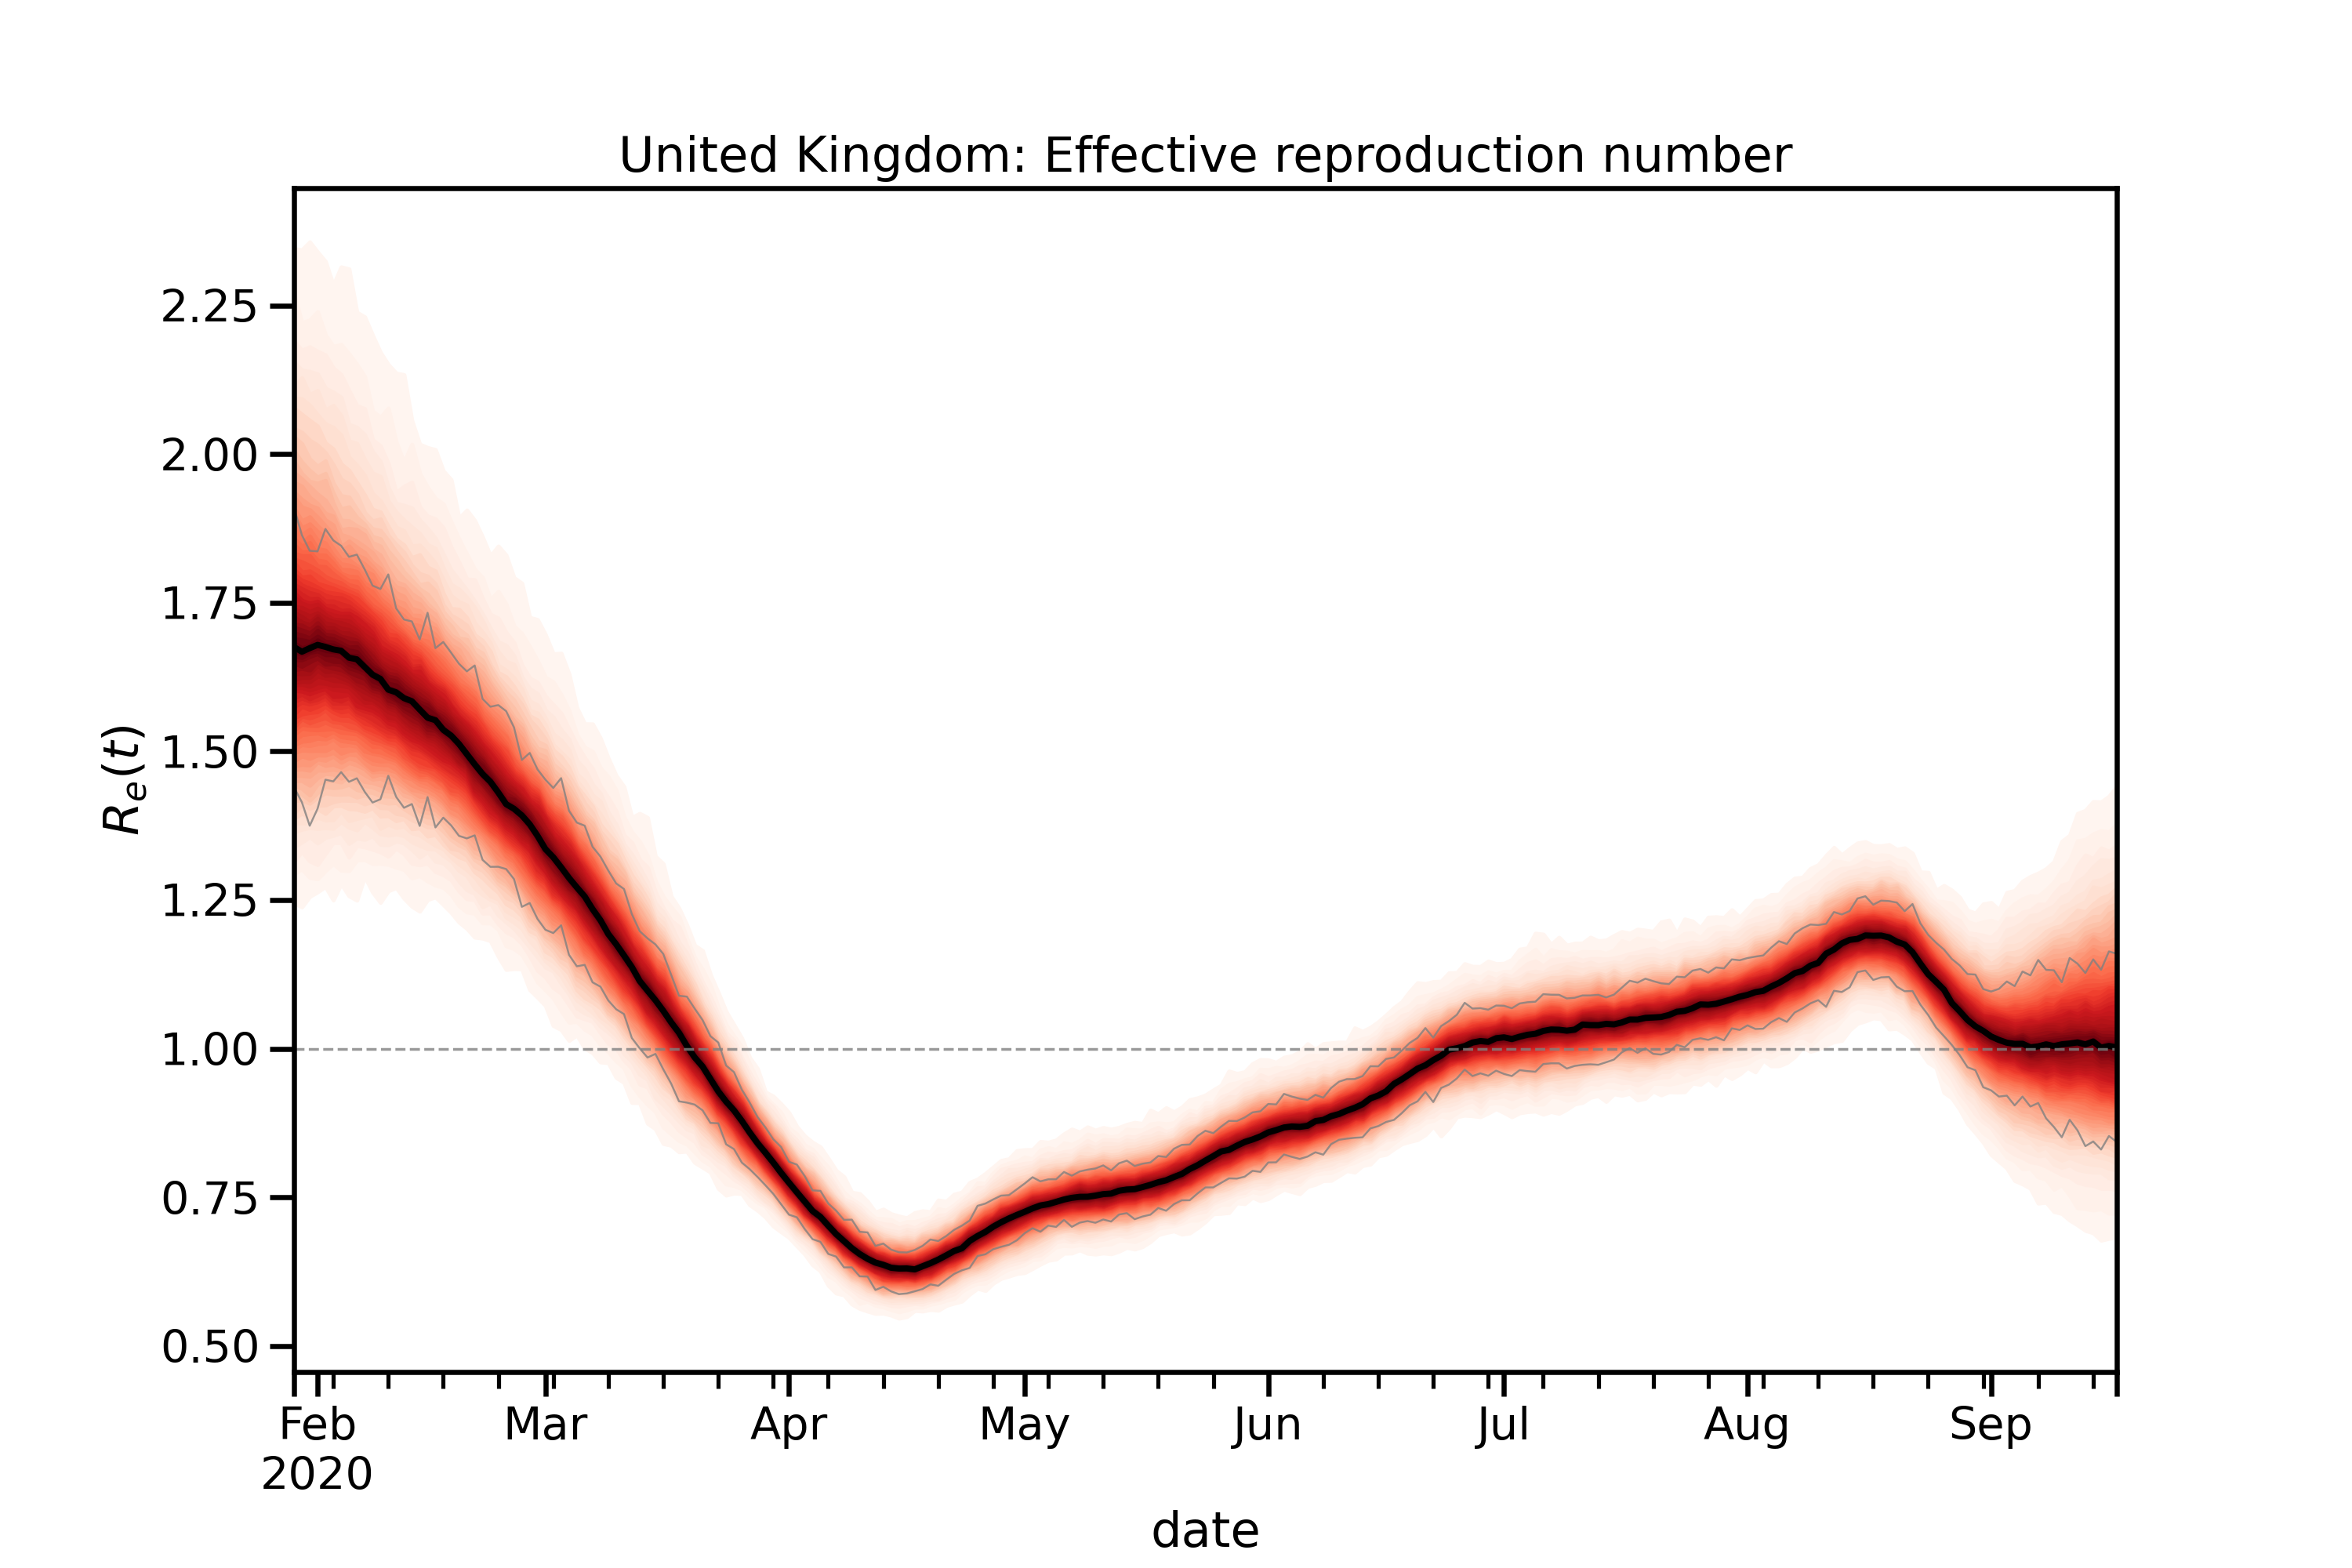 United Kingdom: Effective reproduction number
2.25
2.00
1.75
1.50
1.25
1.00
0.75
0.50
Rₑ(t)
Feb Mar Apr May Jun Jul Aug Sep
2020
date